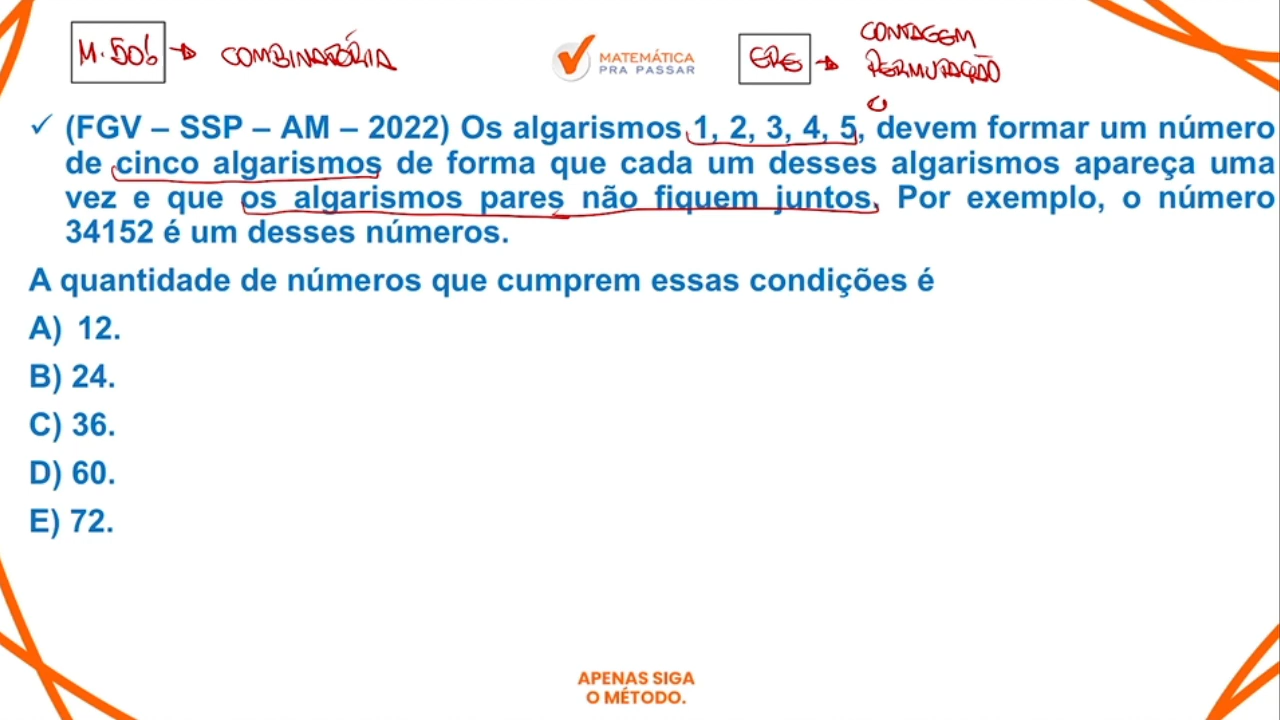 M. 50! → COMBINATÓRIA
MATEMÁTICA
PRA PASSAR
CONTAGEM
PERMUTAÇÃO
✓ (FGV – SSP – AM – 2022) Os algarismos 1, 2, 3, 4, 5, devem formar um número
de cinco algarismos de forma que cada um desses algarismos apareça uma
vez e que os algarismos pares não fiquem juntos. Por exemplo, o número
34152 é um desses números.
A quantidade de números que cumprem essas condições é
A) 12.
B) 24.
C) 36.
D) 60.
E) 72.
APENAS SIGA
O MÉTODO.